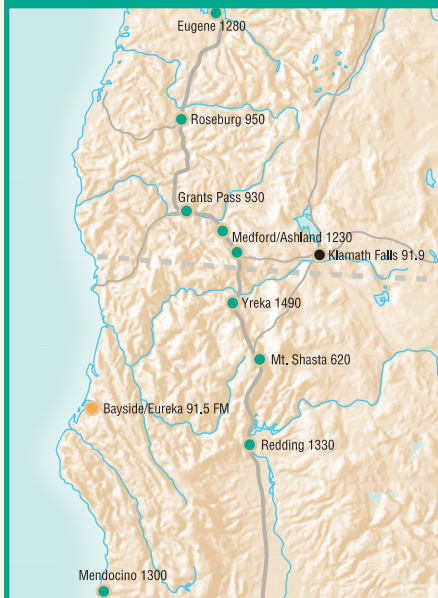 Eugene 1280
Roseburg 950
Grants Pass 930
Medford/Ashland 1230
Klamath Falls 91.9
Yreka 1490
Mt. Shasta 620
Bayside/Eureka 91.5 FM
Redding 1330
Mendocino 1300